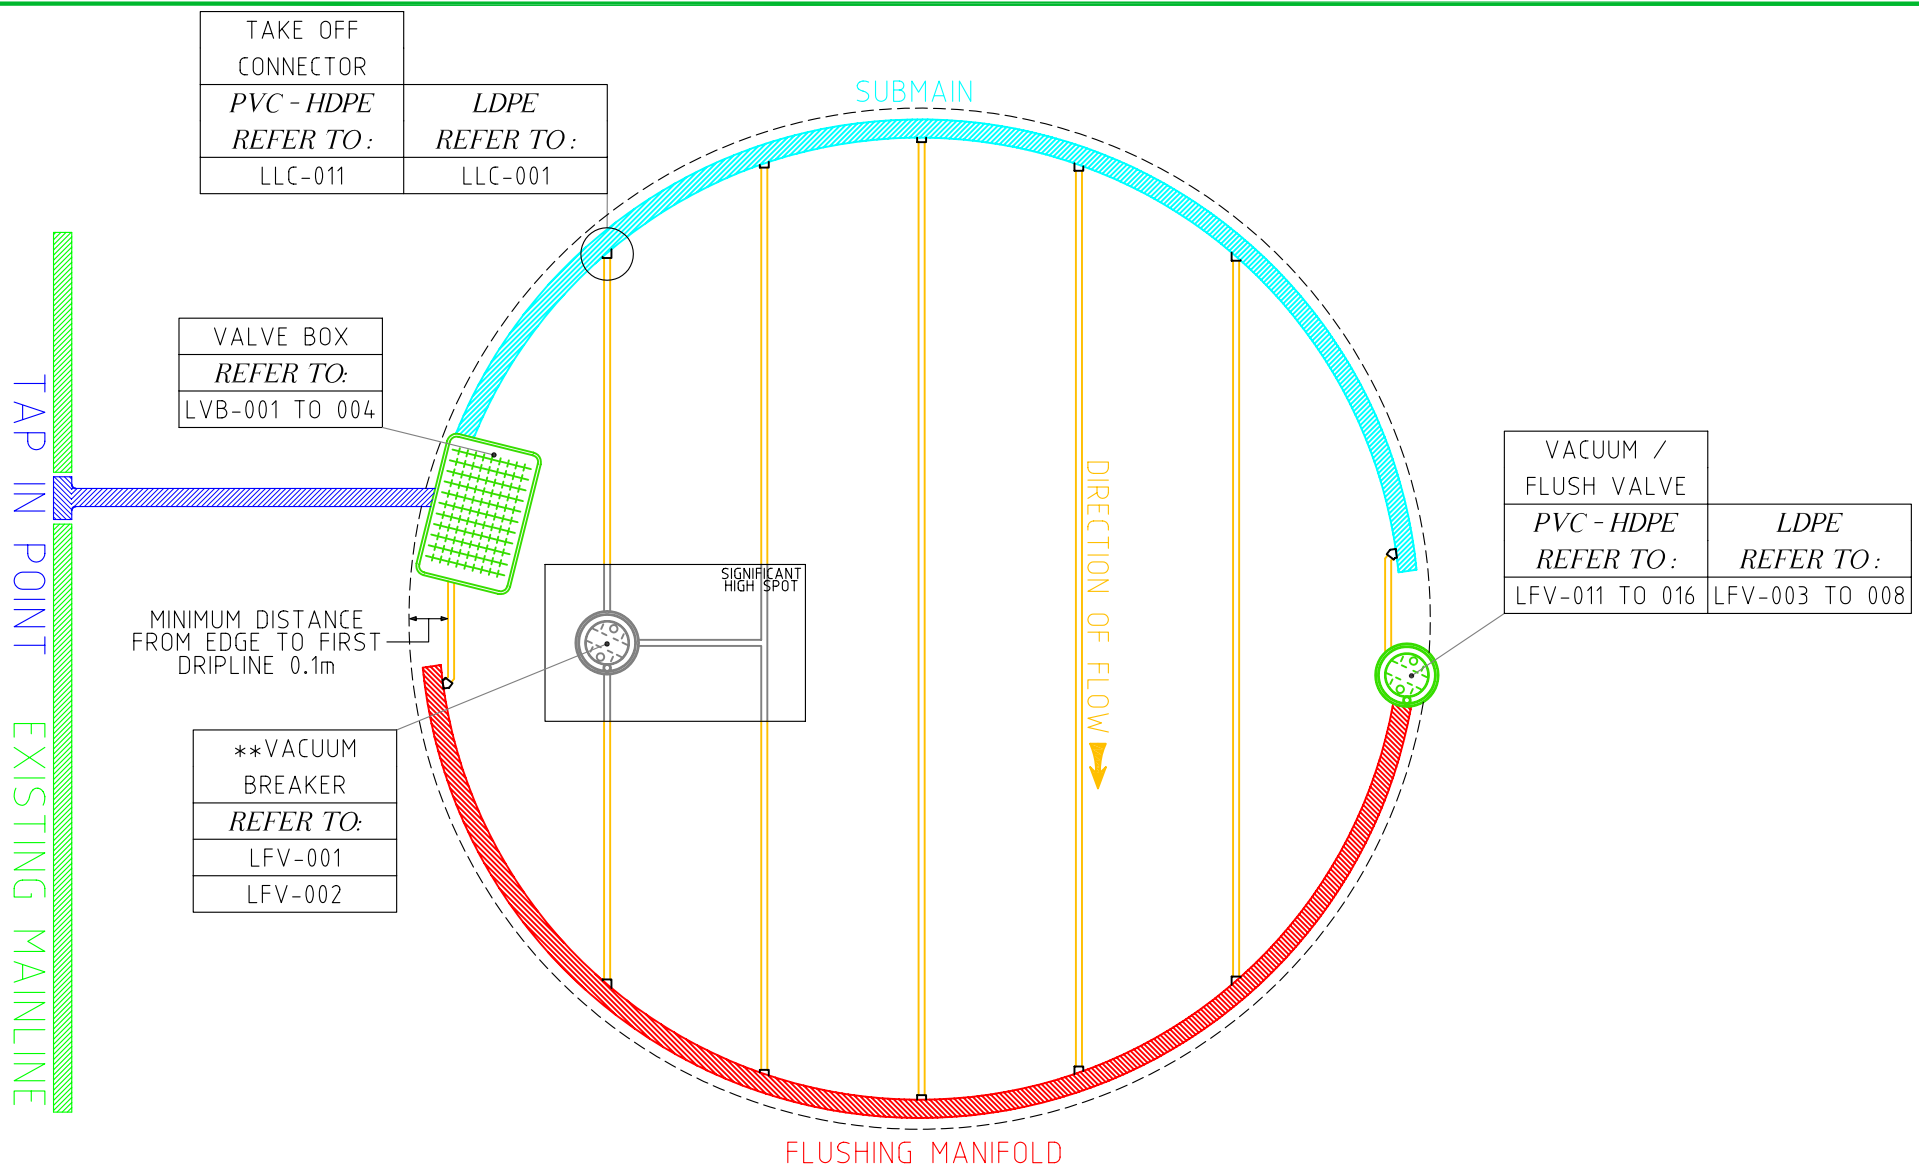 TAKE OFF
CONNECTOR
PVC - HDPE
REFER TO :
LDPE
REFER TO :
LLC-011
LLC-001
SUBMAIN
VALVE BOX
REFER TO:
LVB-001 TO 004
TAP IN POINT
EXISTING MAINLINE
MINIMUM DISTANCE
FROM EDGE TO FIRST
DRIPLINE 0.1m
SIGNIFICANT
HIGH SPOT
DIRECTION OF FLOW
**VACUUM
BREAKER
REFER TO:
LFV-001
LFV-002
VACUUM /
FLUSH VALVE
PVC - HDPE
REFER TO :
LDPE
REFER TO :
LFV-011 TO 016
LFV-003 TO 008
FLUSHING MANIFOLD